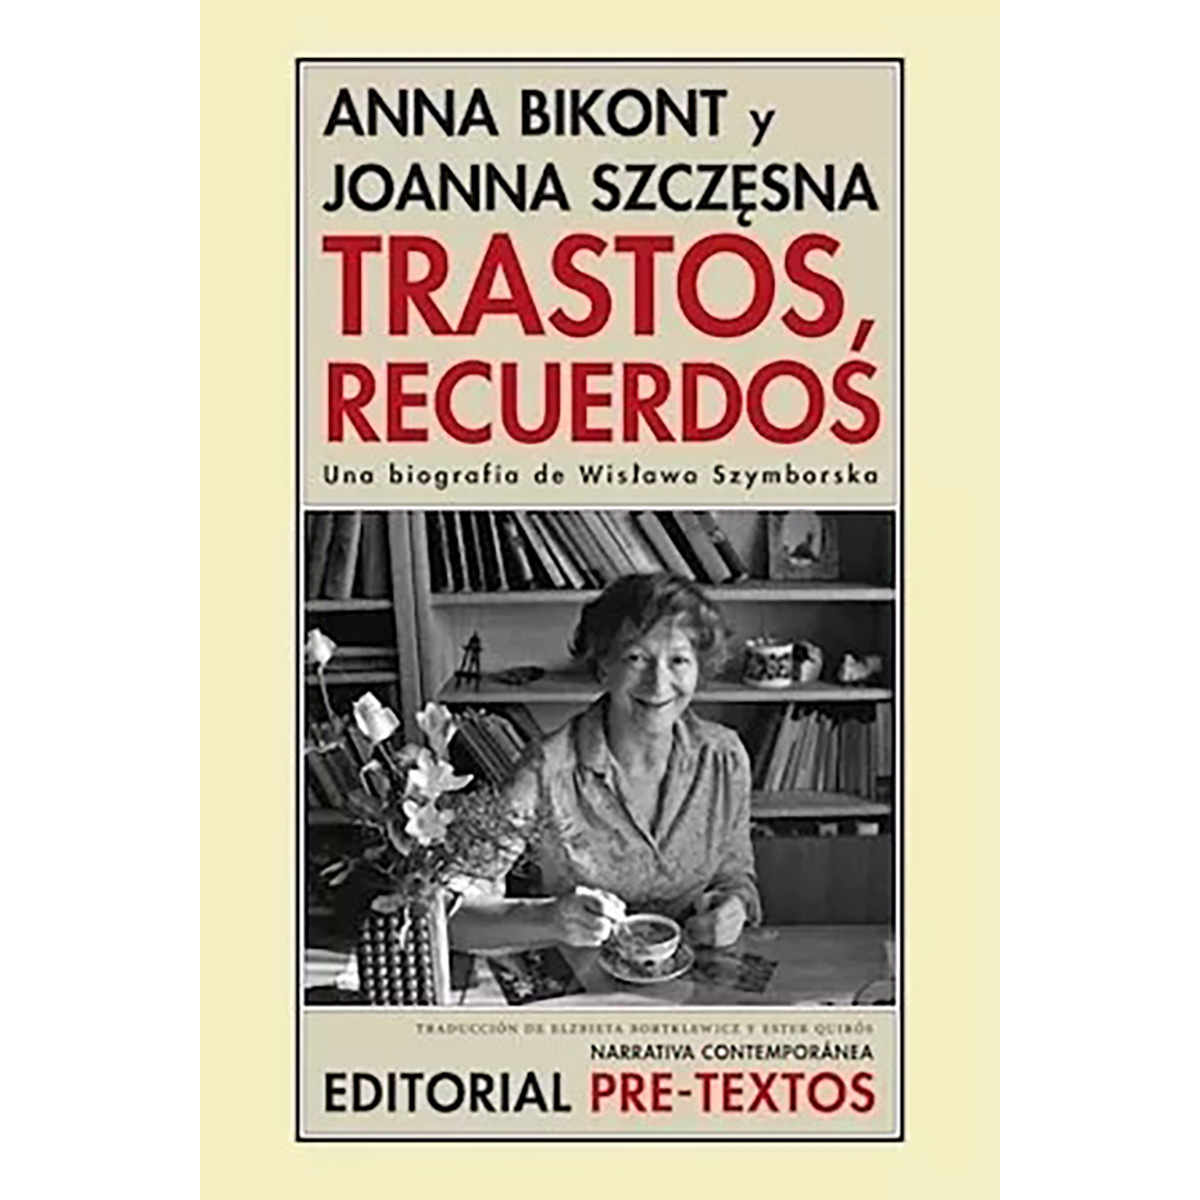 ANNA BIKONT y
JOANNA SZCZĘSNA
TRASTOS,
RECUERDOS
Una biografía de Wisława Szymborska
TRADUCCIÓN DE ELZBIETA BORTKLEWICZ Y ESTER QUIRÓS
NARRATIVA CONTEMPORÁNEA
EDITORIAL PRE-TEXTOS